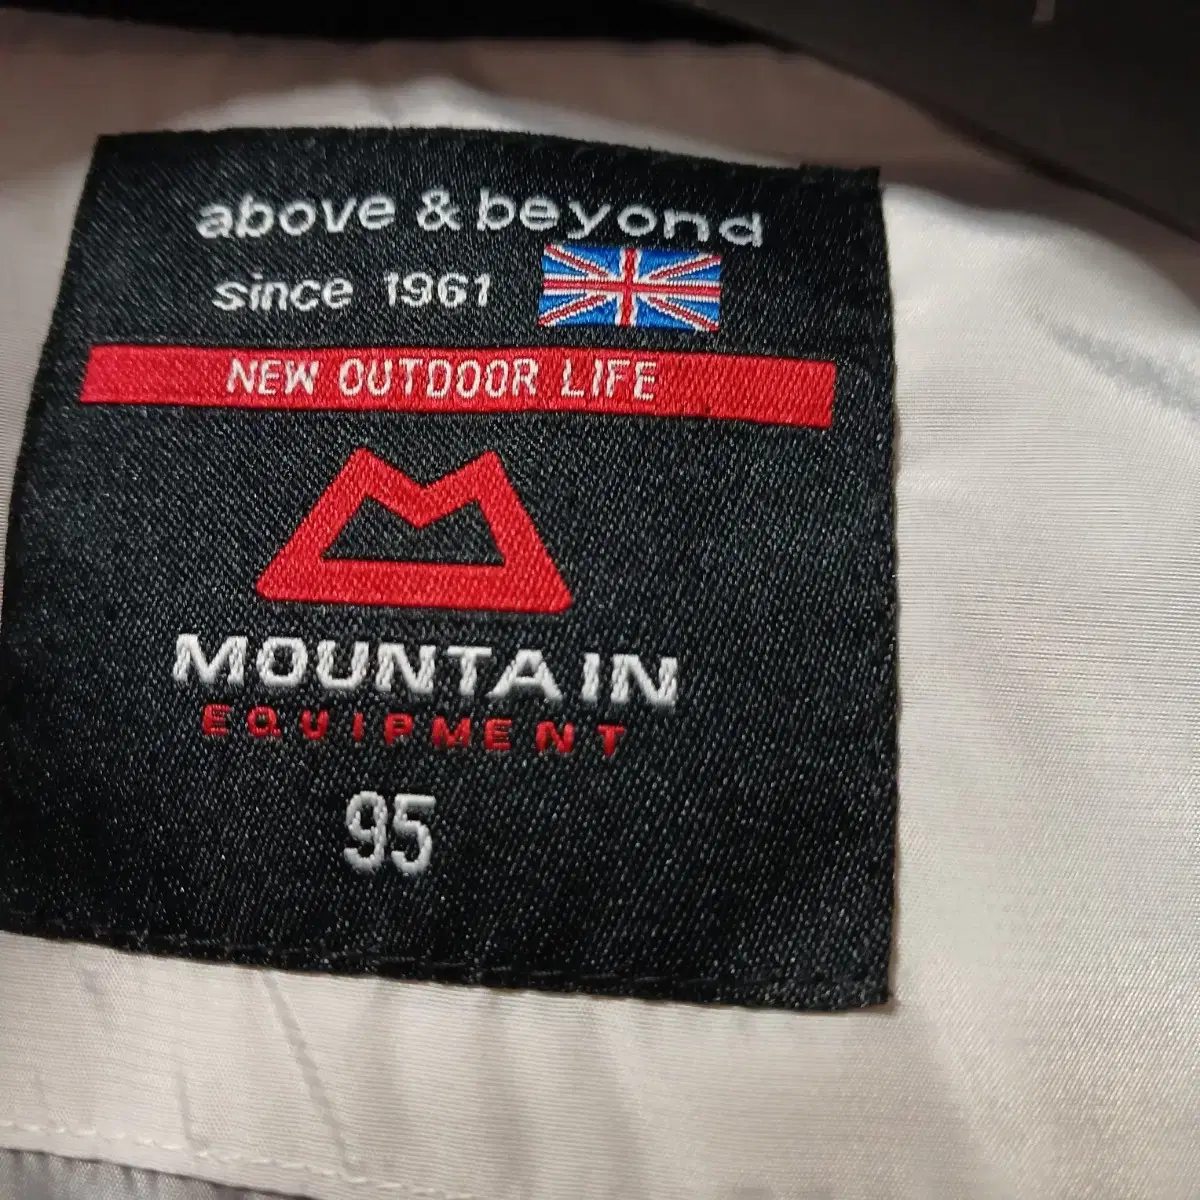 above & beyond
since 1961
NEW OUTDOOR LIFE
MOUNTAIN
EQUIPMENT
95